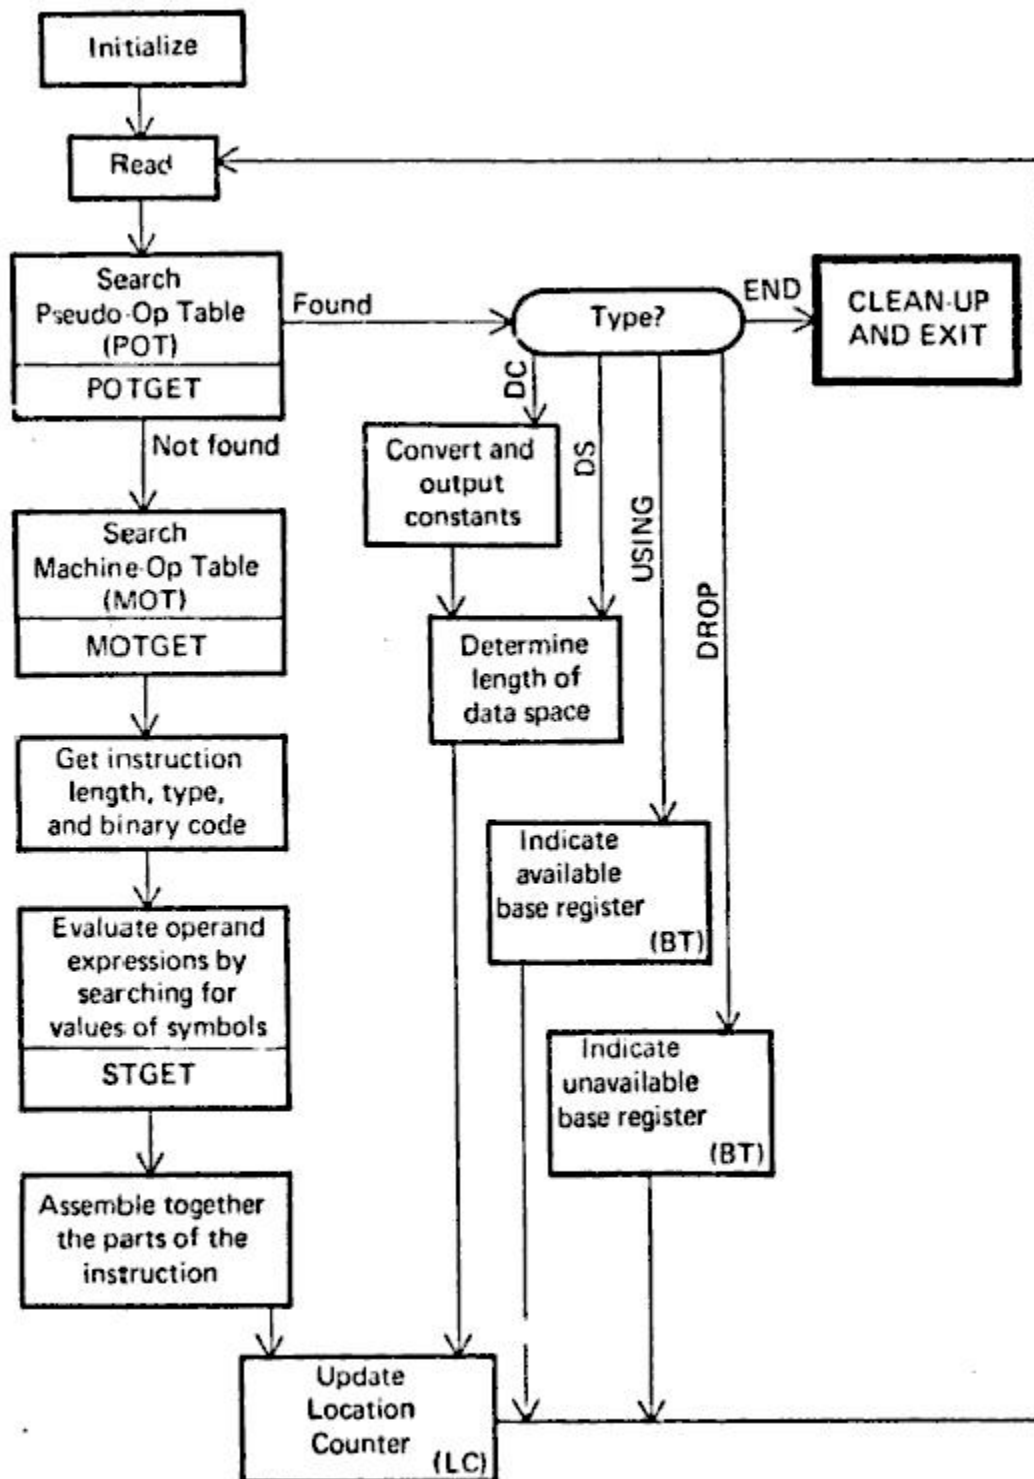 Initialize
Read
Search
Pseudo-Op Table
(POT)
POTGET
Found
Type?
END
CLEAN-UP
AND EXIT
Not found
DC
DS
USING
DROP
Convert and
output
constants
Search
Machine-Op Table
(MOT)
MOTGET
Determine
length of
data space
Get instruction
length, type,
and binary code
Indicate
available
base register
(BT)
Evaluate operand
expressions by
searching for
values of symbols
STGET
Indicate
unavailable
base register
(BT)
Assemble together
the parts of the
instruction
Update
Location
Counter
(LC)